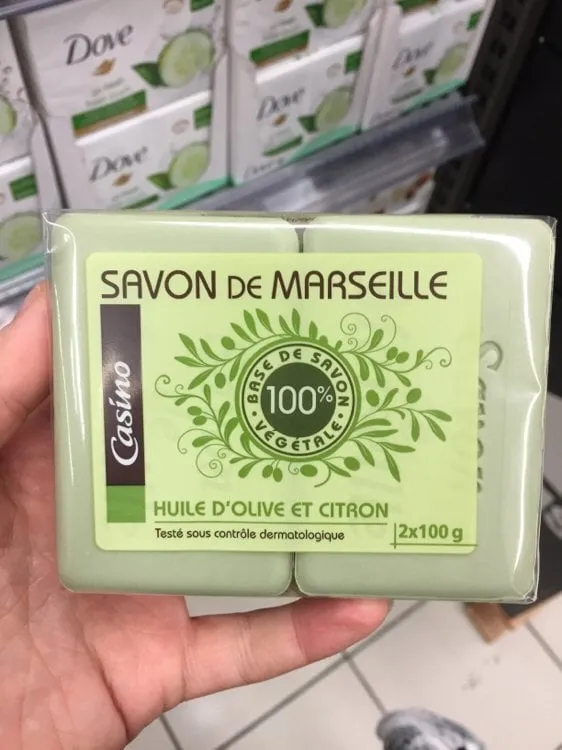 Dove
Dove
Dove
Dove
SAVON DE MARSEILLE
Casino
BASE DE SAVON
100%
• VÉGÉTALE •
HUILE D'OLIVE ET CITRON
Testé sous contrôle dermatologique
2x100 g